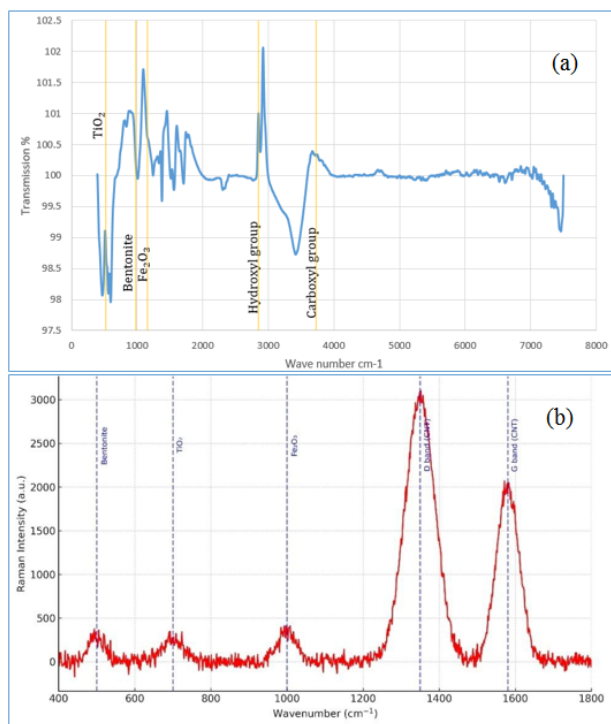 (a)
102.5
102
101.5
101
100.5
100
99.5
99
98.5
98
97.5
Transmission %
TiO₂
Bentonite
Fe₂O₃
Hydroxyl group
Carboxyl group
0 1000 2000 3000 4000 5000 6000 7000 8000
Wave number cm-1
(b)
3000
2500
2000
1500
1000
500
0
Raman Intensity (a.u.)
Bentonite
TiO₂
Fe₂O₃
D band (CNT)
G band (CNT)
400 600 800 1000 1200 1400 1600 1800
Wavenumber (cm⁻¹)